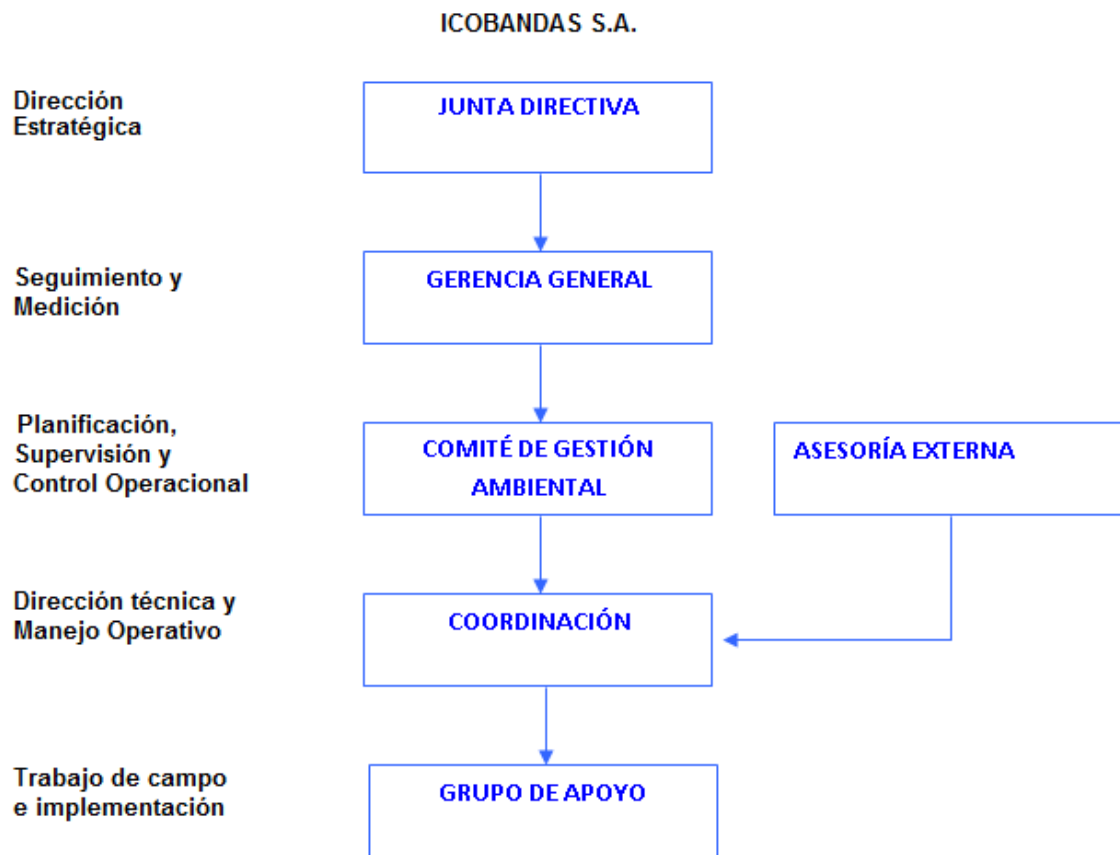 ICOBANDAS S.A.
Dirección
Estratégica
JUNTA DIRECTIVA
Seguimiento y
Medición
GERENCIA GENERAL
Planificación,
Supervisión y
Control Operacional
COMITÉ DE GESTIÓN
AMBIENTAL
ASESORÍA EXTERNA
Dirección técnica y
Manejo Operativo
COORDINACIÓN
Trabajo de campo
e implementación
GRUPO DE APOYO